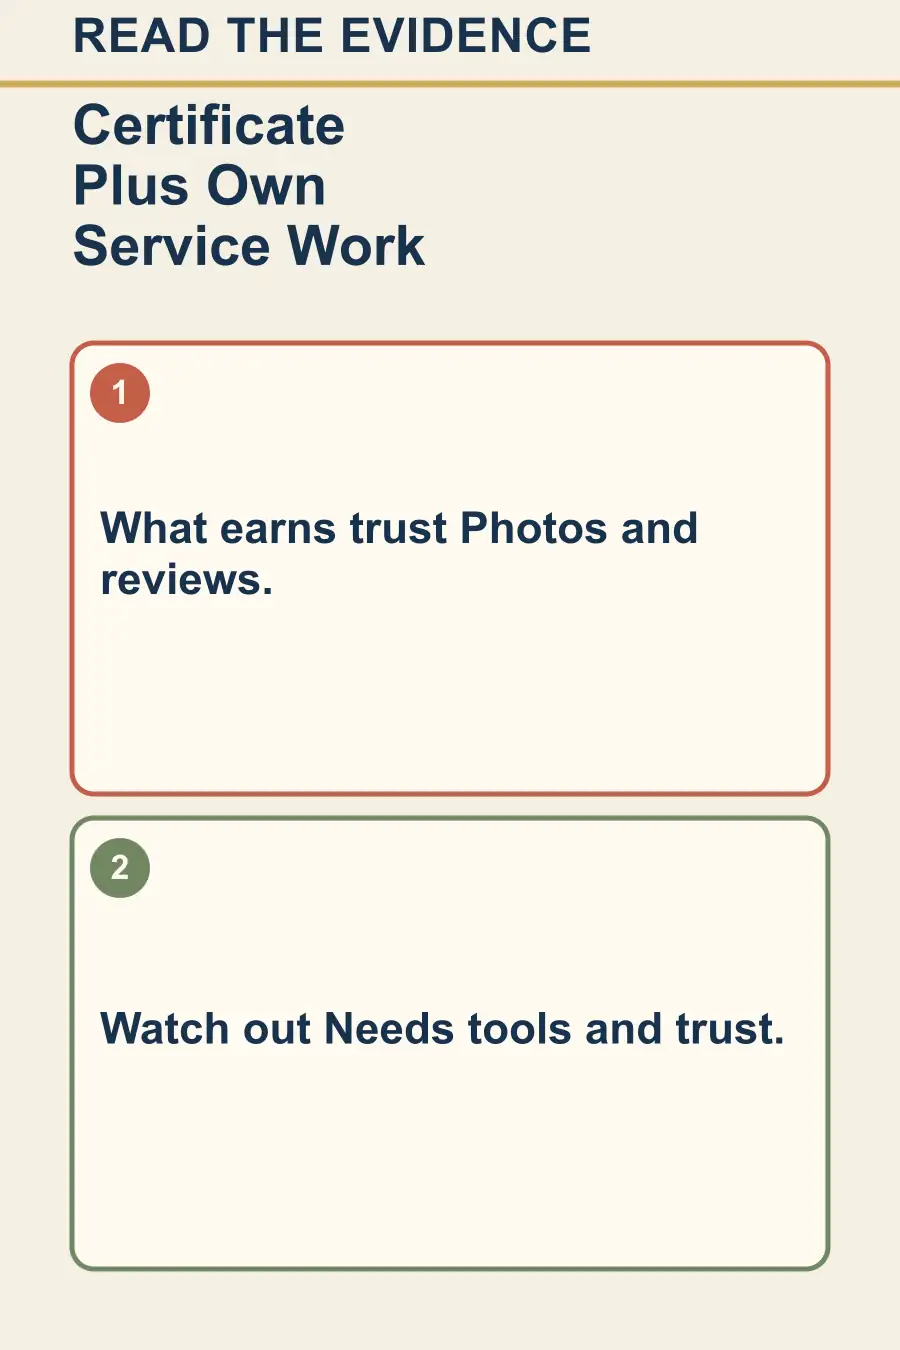 READ THE EVIDENCE
Certificate
Plus Own
Service Work
1
What earns trust Photos and
reviews.
2
Watch out Needs tools and trust.